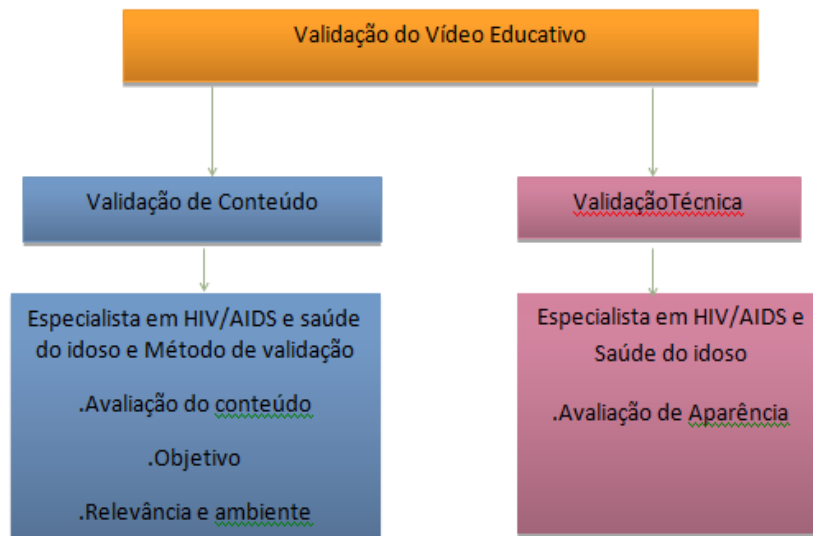 Validação do Vídeo Educativo
Validação de Conteúdo
ValidaçãoTécnica
Especialista em HIV/AIDS e saúde
do idoso e Método de validação
.Avaliação do conteúdo
.Objetivo
.Relevância e ambiente
Especialista em HIV/AIDS e
Saúde do idoso
.Avaliação de Aparência